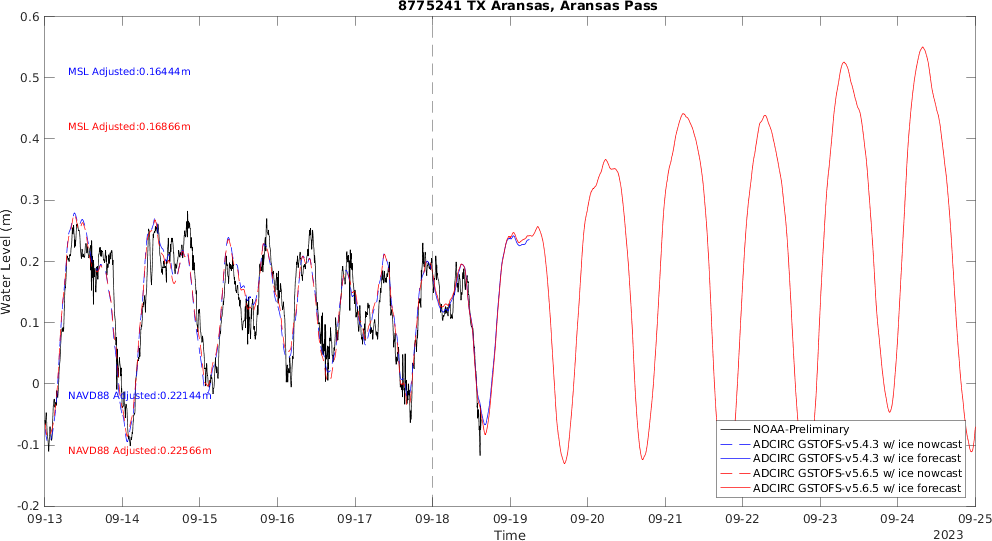 8775241 TX Aransas, Aransas Pass
Water Level (m)
0.6
0.5
0.4
0.3
0.2
0.1
0
-0.1
-0.2
MSL Adjusted:0.16444m
MSL Adjusted:0.16866m
NAVD88 Adjusted:0.22144m
NAVD88 Adjusted:0.22566m
NOAA-Preliminary
ADCIRC GSTOFS-v5.4.3 w/ ice nowcast
ADCIRC GSTOFS-v5.4.3 w/ ice forecast
ADCIRC GSTOFS-v5.6.5 w/ ice nowcast
ADCIRC GSTOFS-v5.6.5 w/ ice forecast
09-13 09-14 09-15 09-16 09-17 09-18 09-19 09-20 09-21 09-22 09-23 09-24 09-25
Time
2023